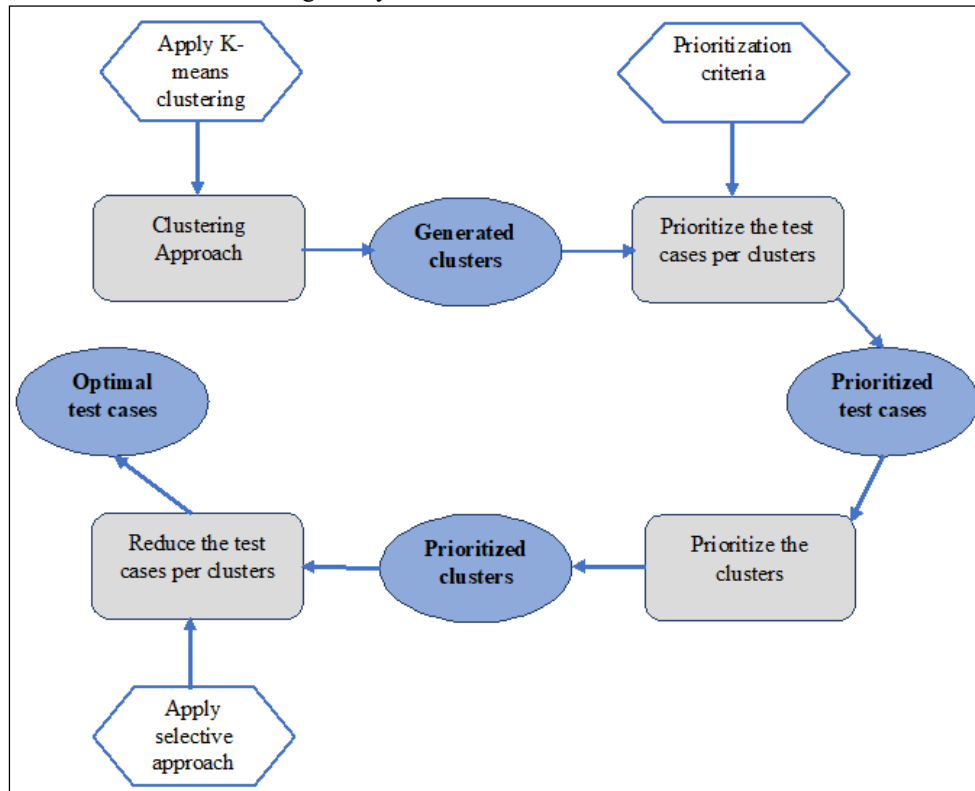 Apply K-
means
clustering
Prioritization
criteria
Clustering
Approach
Generated
clusters
Prioritize the test
cases per clusters
Optimal
test cases
Prioritized
test cases
Reduce the test
cases per clusters
Prioritized
clusters
Prioritize the
clusters
Apply
selective
approach